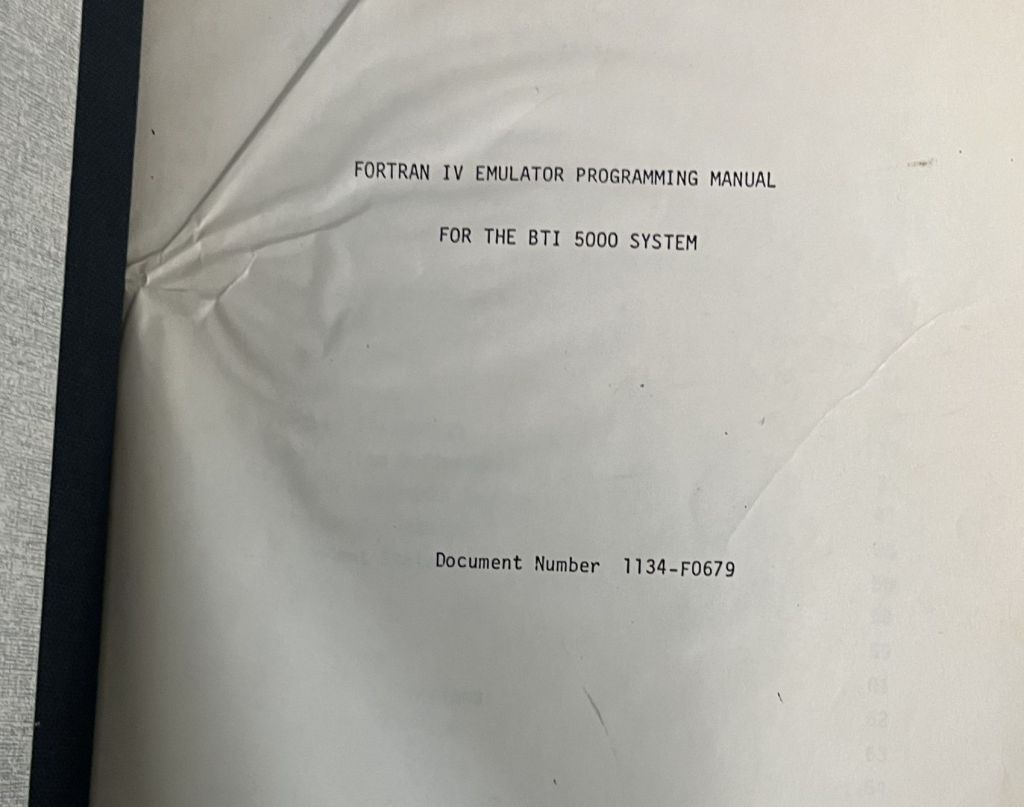 FORTRAN IV EMULATOR PROGRAMMING MANUAL
FOR THE BTI 5000 SYSTEM
Document Number 1134-F0679